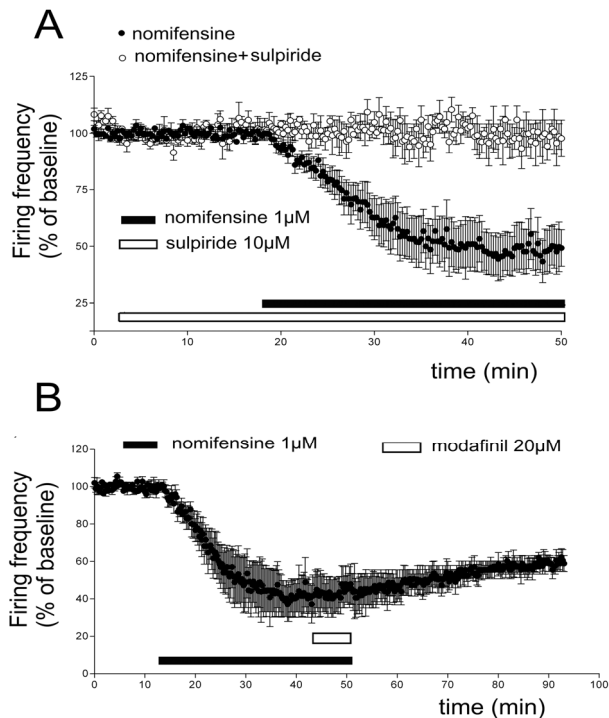 A
nomifensine
nomifensine+sulpiride
125
100
75
50
25
Firing frequency
(% of baseline)
nomifensine 1µM
sulpiride 10µM
0 10 20 30 40 50
time (min)
B
nomifensine 1µM
modafinil 20µM
120
100
80
60
40
20
0
Firing frequency
(% of baseline)
0 10 20 30 40 50 60 70 80 90 100
time (min)